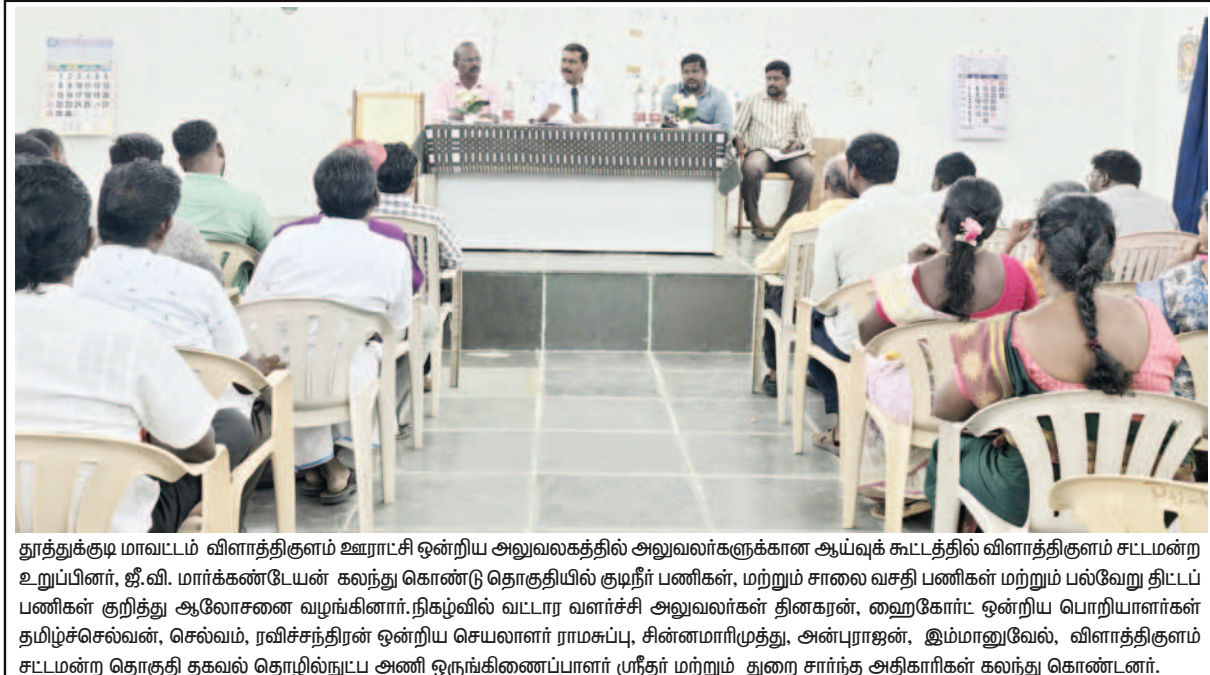 தூத்துக்குடி மாவட்டம் விளாத்திகுளம் ஊராட்சி ஒன்றிய அலுவலகத்தில் அலுவலர்களுக்கான ஆய்வுக் கூட்டத்தில் விளாத்திகுளம் சட்டமன்ற
உறுப்பினர், ஜீ.வி. மார்க்கண்டேயன் கலந்து கொண்டு தொகுதியில் குடிநீர் பணிகள், மற்றும் சாலை வசதி பணிகள் மற்றும் பல்வேறு திட்டப்
பணிகள் குறித்து ஆலோசனை வழங்கினார்.நிகழ்வில் வட்டார வளர்ச்சி அலுவலர்கள் தினகரன், ஹைகோர்ட் ஒன்றிய பொறியாளர்கள்
தமிழ்ச்செல்வன், செல்வம், ரவிச்சந்திரன் ஒன்றிய செயலாளர் ராமசுப்பு, சின்னமாரிமுத்து, அன்புராஜன், இம்மானுவேல், விளாத்திகுளம்
சட்டமன்ற தொகுதி தகவல் தொழில்நுட்ப அணி ஒருங்கிணைப்பாளர் ஸ்ரீதர் மற்றும் துறை சார்ந்த அதிகாரிகள் கலந்து கொண்டனர்.